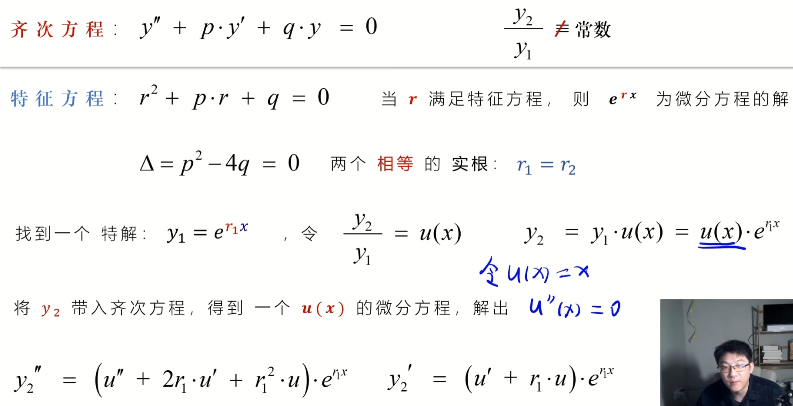 齐次方程： y″ + p·y′ + q·y = 0 y₂/y₁ ≢ 常数
特征方程： r² + p·r + q = 0 当 r 满足特征方程， 则 eʳˣ 为微分方程的解
Δ = p² − 4q = 0 两个 相等 的 实根： r₁ = r₂
找到一个 特解： y₁ = e^{r₁x} ，令 y₂/y₁ = u(x) y₂ = y₁·u(x) = u(x)·e^{r₁x}
令 u(x) = x
将 y₂ 带入齐次方程，得到 一个 u(x) 的微分方程，解出 u″(x) = 0
y₂″ = (u″ + 2r₁·u′ + r₁²·u)·e^{r₁x} y₂′ = (u′ + r₁·u)·e^{r₁x}